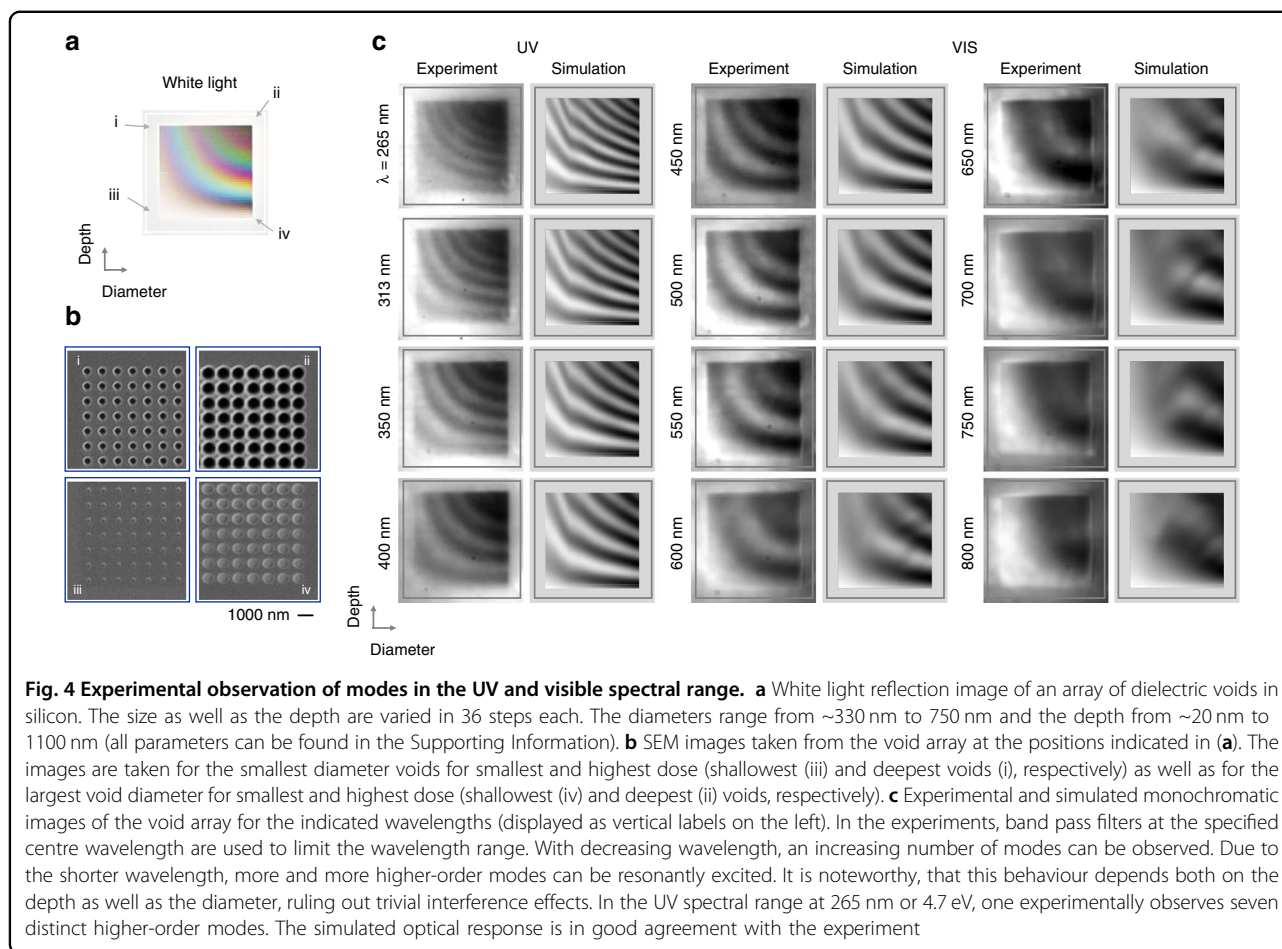 a
White light
i
ii
iii
iv
Depth
Diameter
b
i
ii
iii
iv
1000 nm
c
UV
VIS
Experiment
Simulation
Experiment
Simulation
Experiment
Simulation
λ = 265 nm
450 nm
650 nm
313 nm
500 nm
700 nm
350 nm
550 nm
750 nm
400 nm
600 nm
800 nm
Depth
Diameter
Fig. 4 Experimental observation of modes in the UV and visible spectral range. a White light reflection image of an array of dielectric voids in
silicon. The size as well as the depth are varied in 36 steps each. The diameters range from ~330 nm to 750 nm and the depth from ~20 nm to
1100 nm (all parameters can be found in the Supporting Information). b SEM images taken from the void array at the positions indicated in (a). The
images are taken for the smallest diameter voids for smallest and highest dose (shallowest (iii) and deepest voids (i), respectively) as well as for the
largest void diameter for smallest and highest dose (shallowest (iv) and deepest (ii) voids, respectively). c Experimental and simulated monochromatic
images of the void array for the indicated wavelengths (displayed as vertical labels on the left). In the experiments, band pass filters at the specified
centre wavelength are used to limit the wavelength range. With decreasing wavelength, an increasing number of modes can be observed. Due to
the shorter wavelength, more and more higher-order modes can be resonantly excited. It is noteworthy, that this behaviour depends both on the
depth as well as the diameter, ruling out trivial interference effects. In the UV spectral range at 265 nm or 4.7 eV, one experimentally observes seven
distinct higher-order modes. The simulated optical response is in good agreement with the experiment